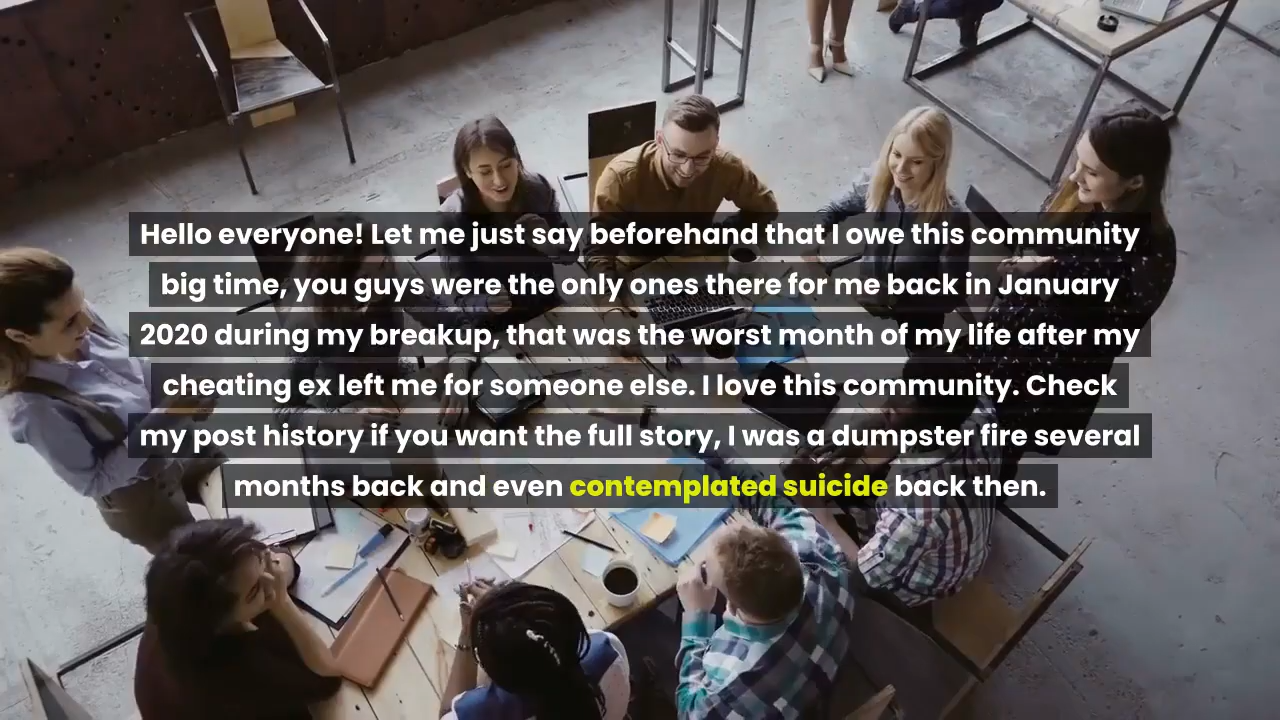 Hello everyone! Let me just say beforehand that I owe this community
big time, you guys were the only ones there for me back in January
2020 during my breakup, that was the worst month of my life after my
cheating ex left me for someone else. I love this community. Check
my post history if you want the full story, I was a dumpster fire several
months back and even contemplated suicide back then.